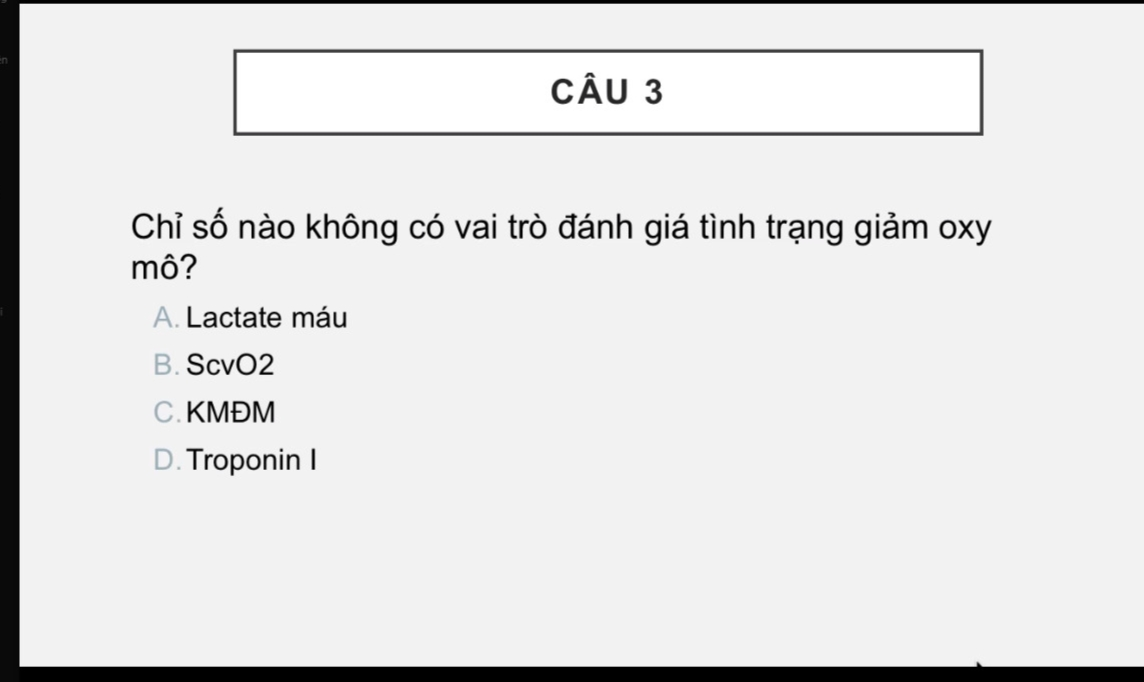 CÂU 3
Chỉ số nào không có vai trò đánh giá tình trạng giảm oxy
mô?
A. Lactate máu
B. ScvO2
C. KMĐM
D. Troponin I